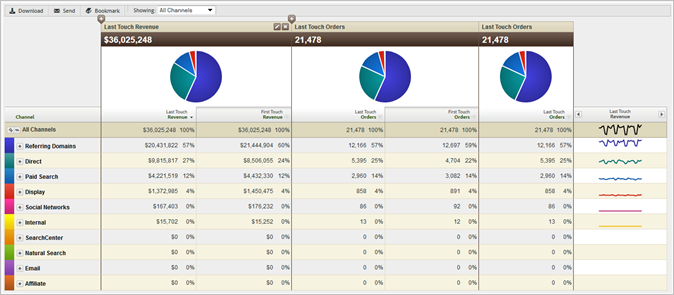 Download Send Bookmark Showing: All Channels
Last Touch Revenue Last Touch Orders Last Touch Orders
$36,025,248 21,478 21,478
Channel Last Touch Revenue First Touch Revenue Last Touch Orders First Touch Orders Last Touch Orders Last Touch Revenue
All Channels $36,025,248 100% $36,025,248 100% 21,478 100% 21,478 100% 21,478 100%
Referring Domains $20,431,822 57% $21,444,904 60% 12,166 57% 12,697 59% 12,166 57%
Direct $9,815,817 27% $8,506,055 24% 5,395 25% 4,704 22% 5,395 25%
Paid Search $4,221,519 12% $4,432,330 12% 2,960 14% 3,082 14% 2,960 14%
Display $1,372,985 4% $1,450,475 4% 858 4% 891 4% 858 4%
Social Networks $167,403 0% $176,232 0% 86 0% 92 0% 86 0%
Internal $15,702 0% $15,252 0% 13 0% 12 0% 13 0%
SearchCenter $0 0% $0 0% 0 0% 0 0% 0 0%
Natural Search $0 0% $0 0% 0 0% 0 0% 0 0%
Email $0 0% $0 0% 0 0% 0 0% 0 0%
Affiliate $0 0% $0 0% 0 0% 0 0% 0 0%